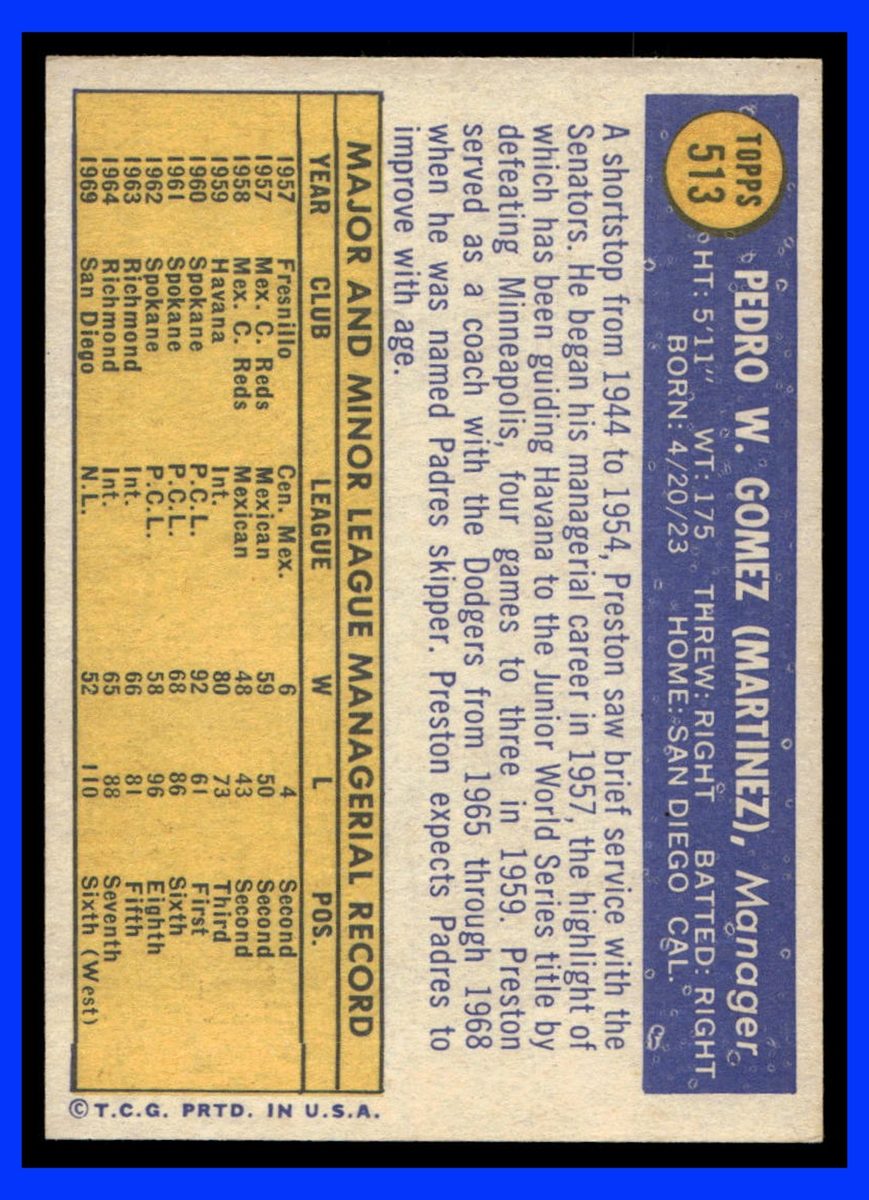 TOPPS
513
PEDRO W. GOMEZ (MARTINEZ), Manager
HT: 5'11" WT: 175 THREW: RIGHT BATTED: RIGHT
BORN: 4/20/23 HOME: SAN DIEGO CAL.
A shortstop from 1944 to 1954, Preston saw brief service with the
Senators. He began his managerial career in 1957, the highlight of
which has been guiding Havana to the Junior World Series title by
defeating Minneapolis, four games to three in 1959. Preston
served as a coach with the Dodgers from 1965 through 1968
when he was named Padres skipper. Preston expects Padres to
improve with age.
MAJOR AND MINOR LEAGUE MANAGERIAL RECORD
YEAR CLUB LEAGUE W L POS.
1957 Fresnillo Cen. Mex. 6 4 Second
1957 Mex. C. Reds Mexican 59 50 Second
1958 Mex. C. Reds Mexican 48 43 Second
1959 Havana Int. 80 73 Third
1960 Spokane P.C.L. 92 61 First
1961 Spokane P.C.L. 68 86 Sixth
1962 Spokane P.C.L. 58 96 Eighth
1963 Richmond Int. 66 81 Fifth
1964 Richmond Int. 65 88 Seventh
1969 San Diego N.L. 52 110 Sixth (West)
© T.C.G. PRTD. IN U.S.A.